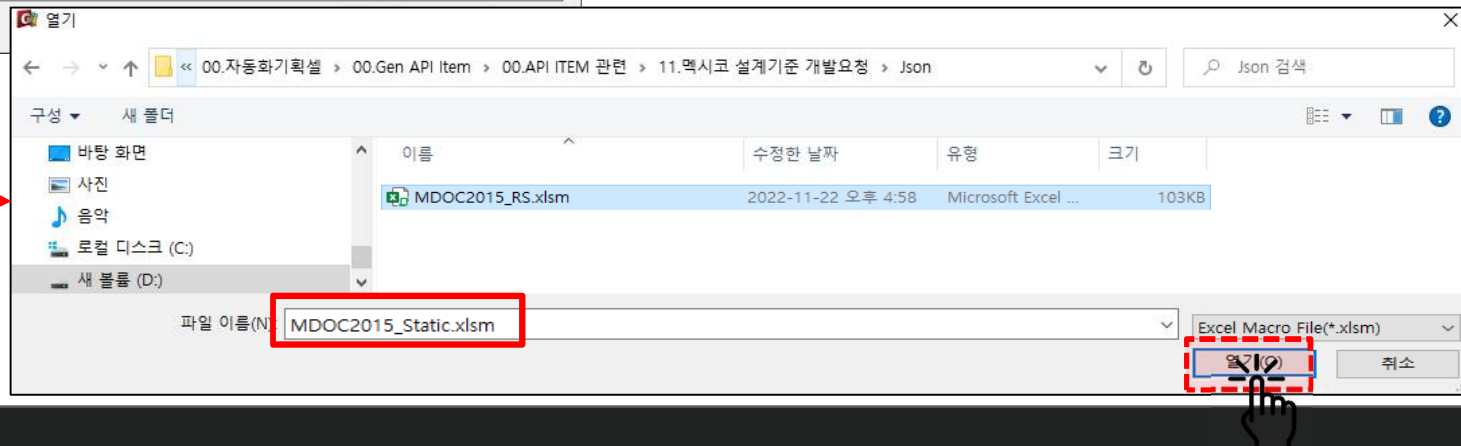 열기
« 00.자동화기획셀 › 00.Gen API Item › 00.API ITEM 관련 › 11.멕시코 설계기준 개발요청 › Json
Json 검색
구성 새 폴더
바탕 화면
사진
음악
로컬 디스크 (C:)
새 볼륨 (D:)
이름 수정한 날짜 유형 크기
MDOC2015_RS.xlsm 2022-11-22 오후 4:58 Microsoft Excel ... 103KB
파일 이름(N): MDOC2015_Static.xlsm
Excel Macro File(*.xlsm)
열기(O) 취소